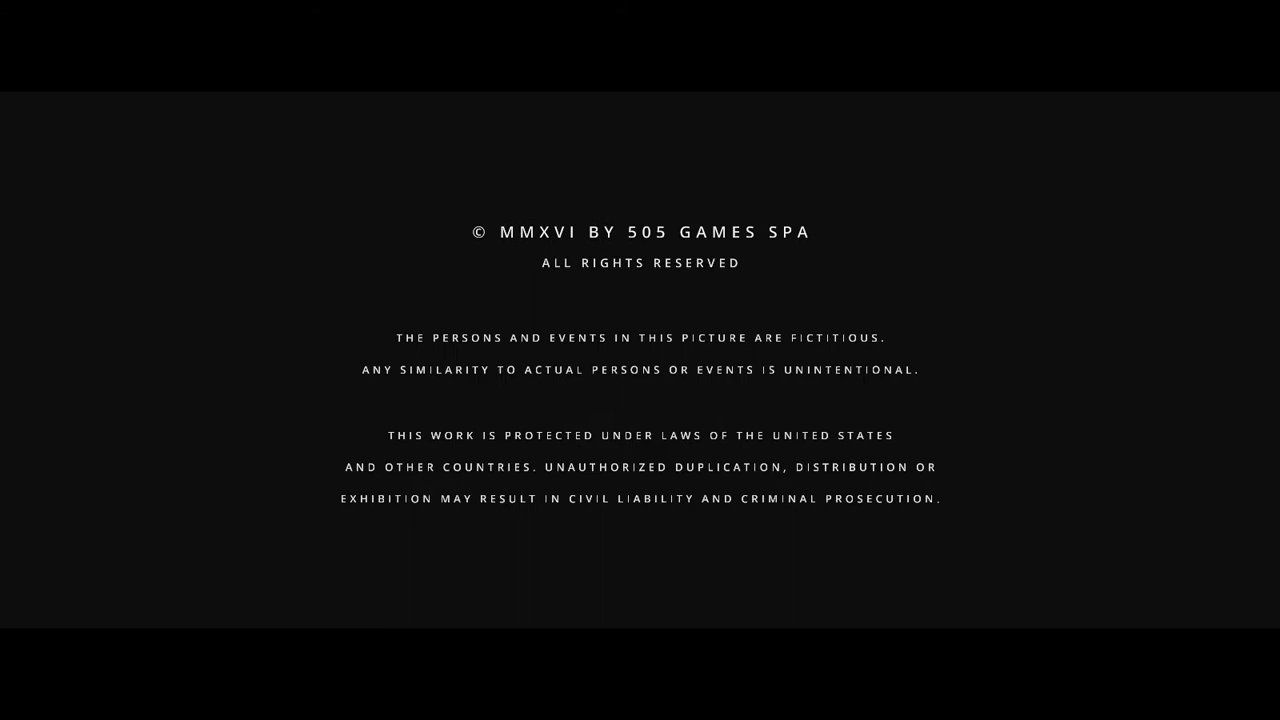 © MMXVI BY 505 GAMES SPA
ALL RIGHTS RESERVED
THE PERSONS AND EVENTS IN THIS PICTURE ARE FICTITIOUS.
ANY SIMILARITY TO ACTUAL PERSONS OR EVENTS IS UNINTENTIONAL.
THIS WORK IS PROTECTED UNDER LAWS OF THE UNITED STATES
AND OTHER COUNTRIES. UNAUTHORIZED DUPLICATION, DISTRIBUTION OR
EXHIBITION MAY RESULT IN CIVIL LIABILITY AND CRIMINAL PROSECUTION.